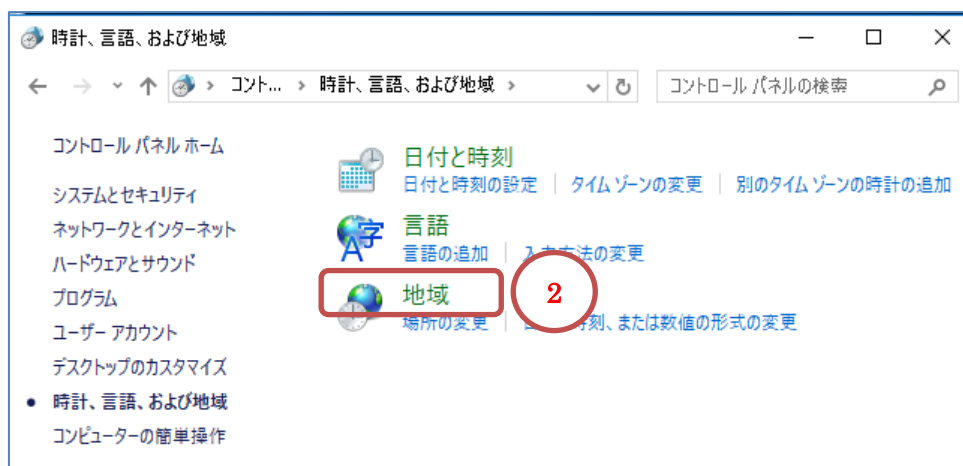 時計、言語、および地域
コント... › 時計、言語、および地域 ›
コントロール パネルの検索
コントロール パネル ホーム
システムとセキュリティ
ネットワークとインターネット
ハードウェアとサウンド
プログラム
ユーザー アカウント
デスクトップのカスタマイズ
時計、言語、および地域
コンピューターの簡単操作
日付と時刻
日付と時刻の設定 | タイム ゾーンの変更 | 別のタイム ゾーンの時計の追加
言語
言語の追加 | 入力方法の変更
地域
2
場所の変更 | 時刻、または数値の形式の変更